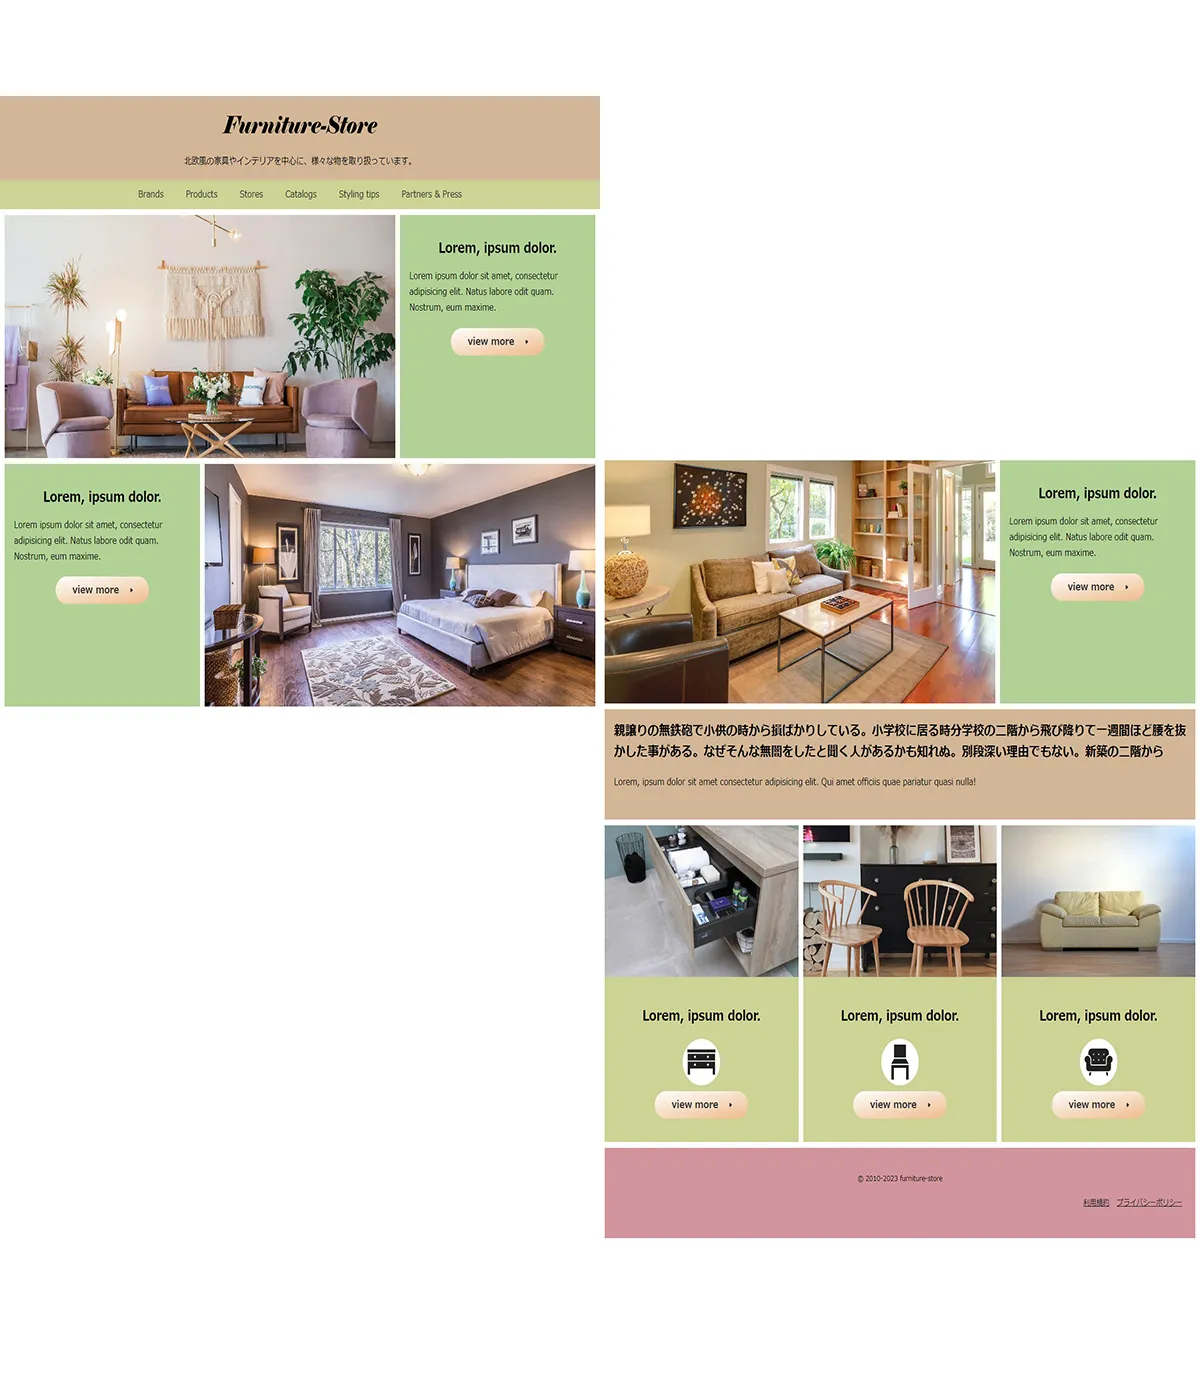 Furniture-Store
北欧風の家具やインテリアを中心に、様々な物を取り扱っています。
Brands Products Stores Catalogs Styling tips Partners & Press
Lorem, ipsum dolor.
Lorem ipsum dolor sit amet, consectetur
adipisicing elit. Natus labore odit quam.
Nostrum, eum maxime.
view more
Lorem, ipsum dolor.
Lorem ipsum dolor sit amet, consectetur
adipisicing elit. Natus labore odit quam.
Nostrum, eum maxime.
view more
Lorem, ipsum dolor.
Lorem ipsum dolor sit amet, consectetur
adipisicing elit. Natus labore odit quam.
Nostrum, eum maxime.
view more
親譲りの無鉄砲で小供の時から損ばかりしている。小学校に居る時分学校の二階から飛び降りて一週間ほど腰を抜
かした事がある。なぜそんな無闇をしたと聞く人があるかも知れぬ。別段深い理由でもない。新築の二階から
Lorem, ipsum dolor sit amet consectetur adipisicing elit. Qui amet officiis quae pariatur quasi nulla!
Lorem, ipsum dolor.
view more
Lorem, ipsum dolor.
view more
Lorem, ipsum dolor.
view more
© 2010-2023 furniture-store
利用規約 プライバシーポリシー